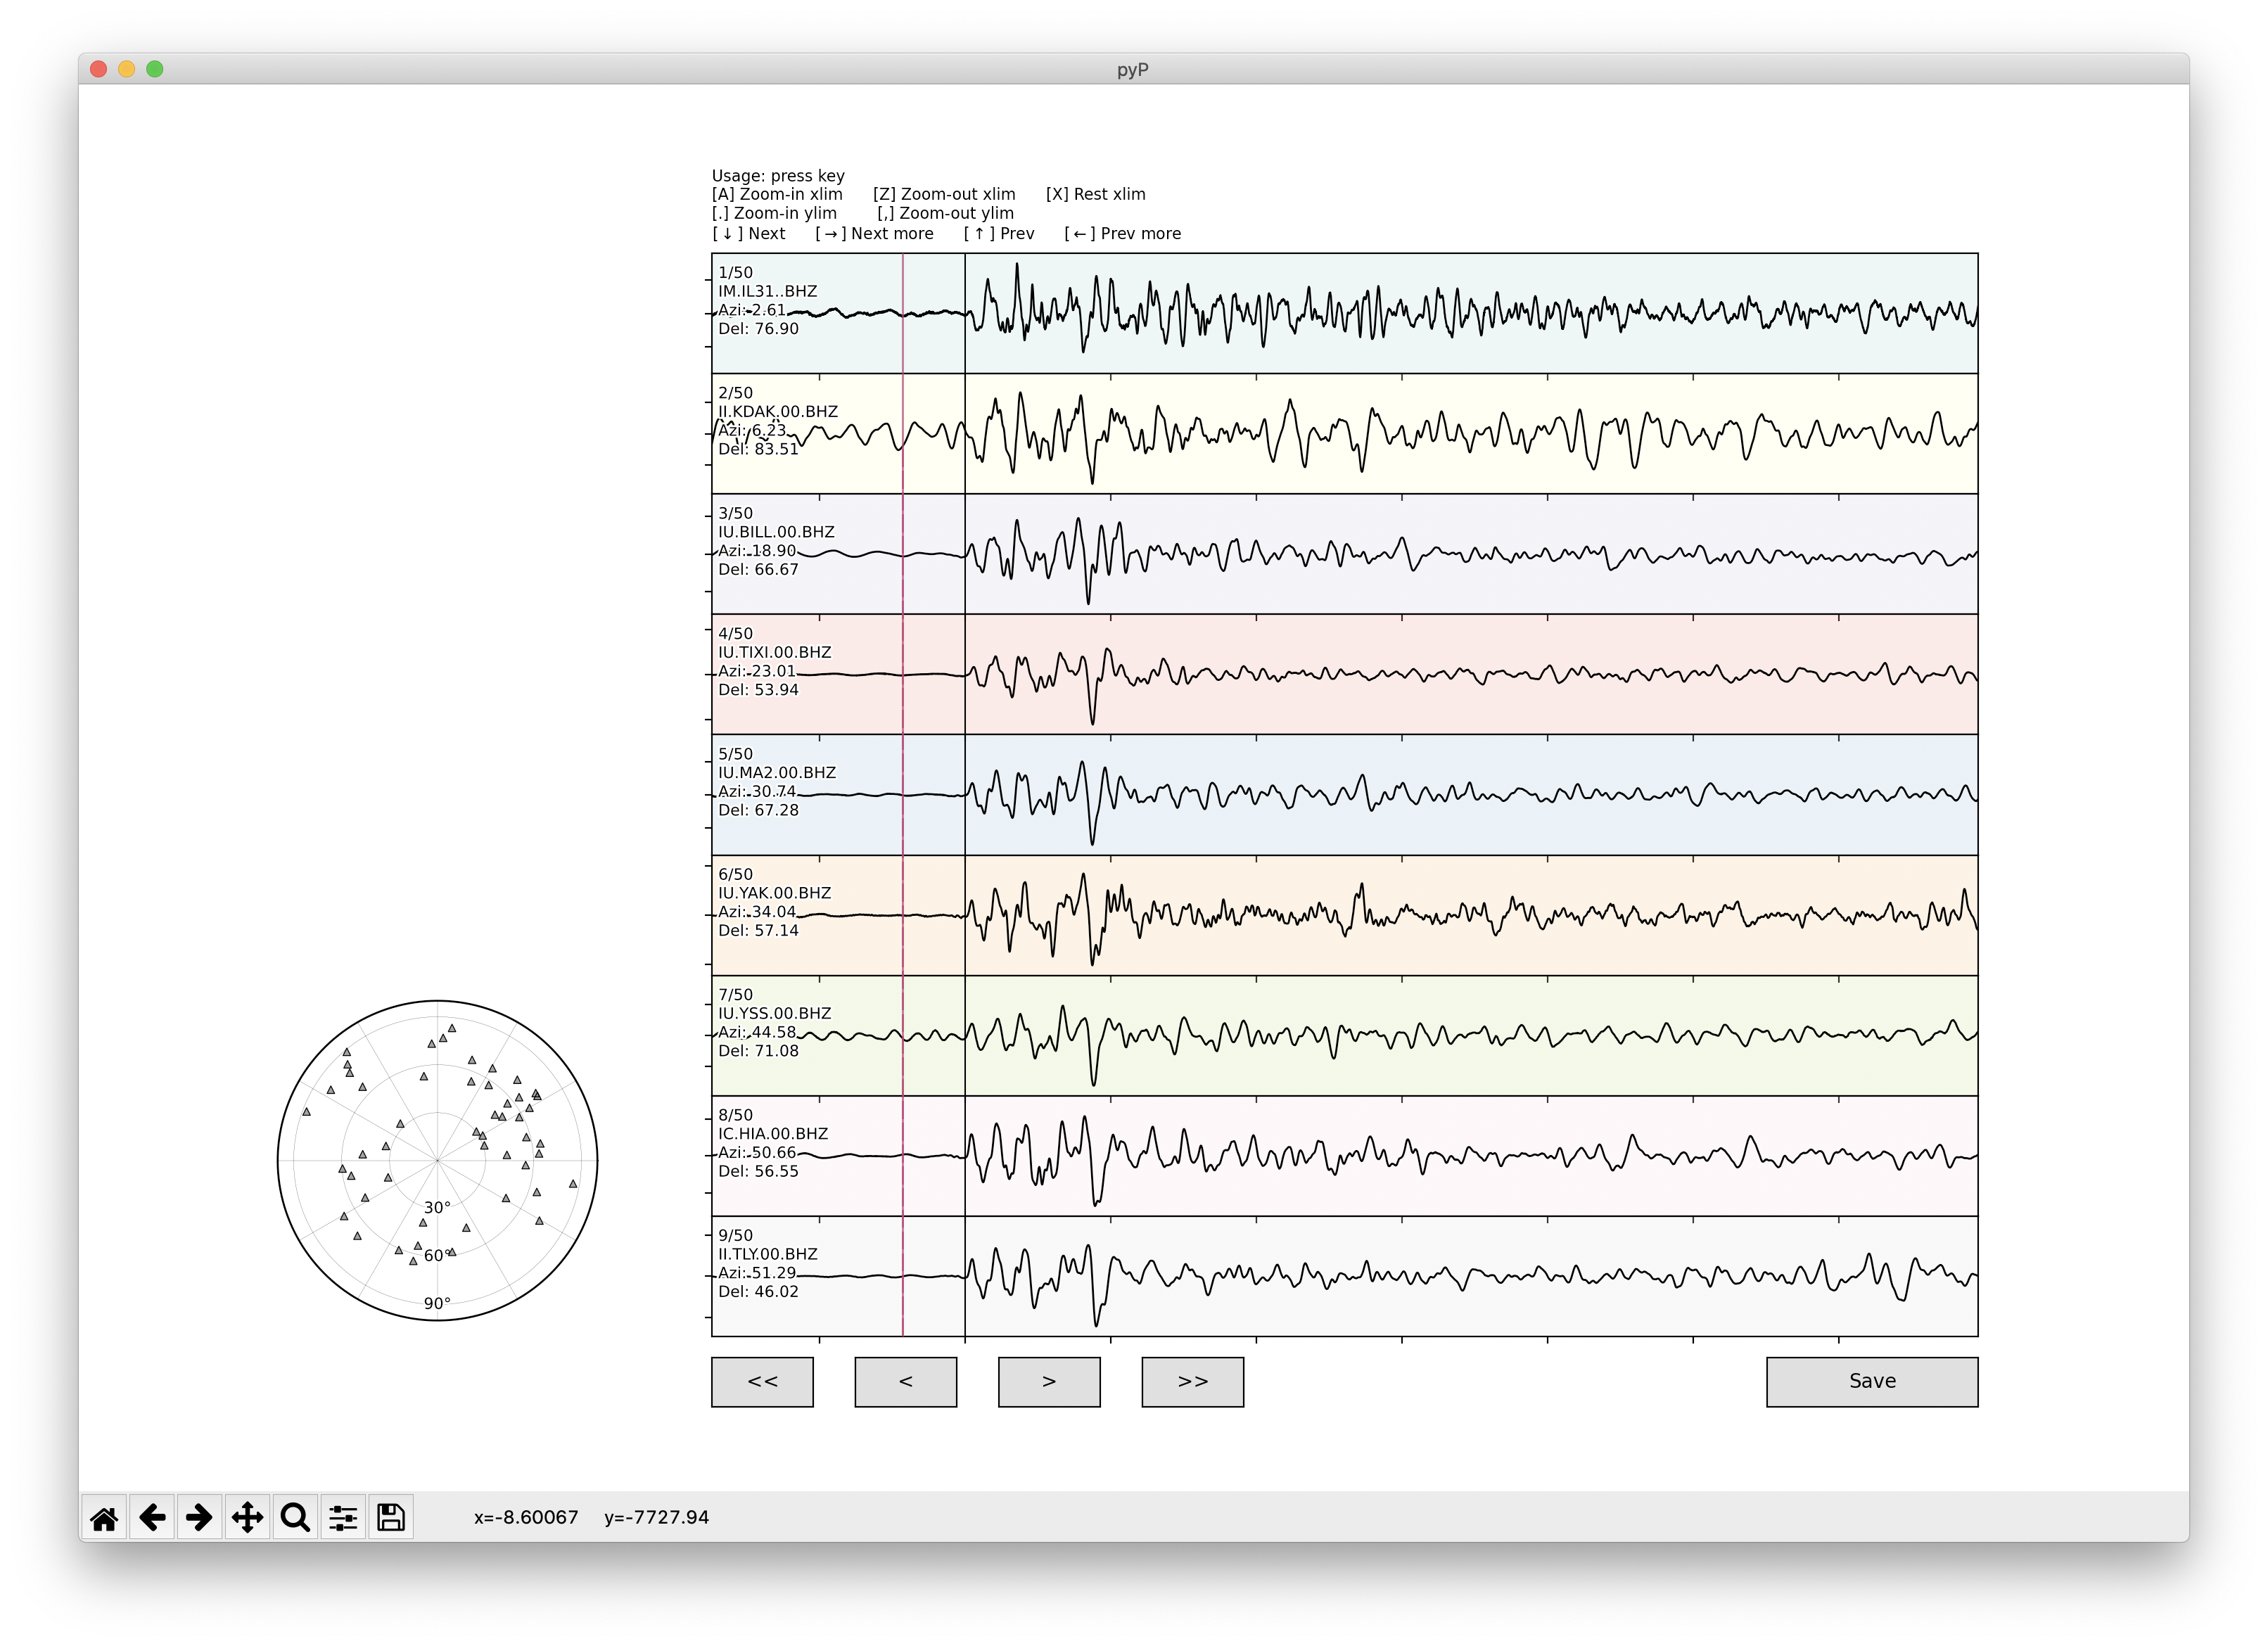 pyP
Usage: press key
[A] Zoom-in xlim [Z] Zoom-out xlim [X] Rest xlim
[.] Zoom-in ylim [,] Zoom-out ylim
[↓] Next [→] Next more [↑] Prev [←] Prev more
1/50
IM.IL31..BHZ
Azi: 2.61
Del: 76.90
2/50
II.KDAK.00.BHZ
Azi: 6.23
Del: 83.51
3/50
IU.BILL.00.BHZ
Azi: 18.90
Del: 66.67
4/50
IU.TIXI.00.BHZ
Azi: 23.01
Del: 53.94
5/50
IU.MA2.00.BHZ
Azi: 30.74
Del: 67.28
6/50
IU.YAK.00.BHZ
Azi: 34.04
Del: 57.14
7/50
IU.YSS.00.BHZ
Azi: 44.58
Del: 71.08
8/50
IC.HIA.00.BHZ
Azi: 50.66
Del: 56.55
9/50
II.TLY.00.BHZ
Azi: 51.29
Del: 46.02
30°
60°
90°
<< < > >> Save
x=-8.60067 y=-7727.94